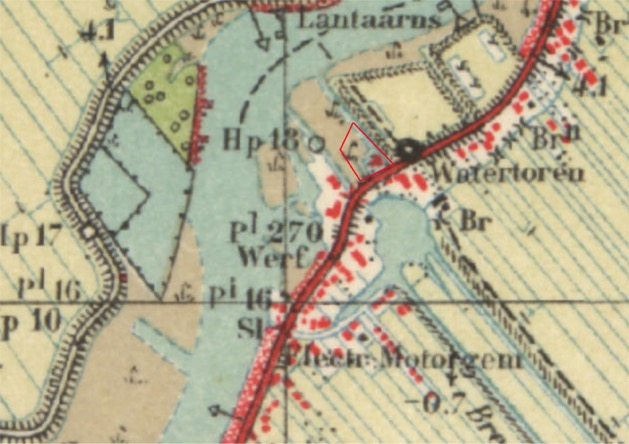 Lantaarns
4.1
Br
4.1
Hp 18
Br n
Watertoren
Hp 17
Pl 270
Br
Werf
Pl 16
Pl 16
p 10
Sl
Electr. Motorgem
-0.7
Br